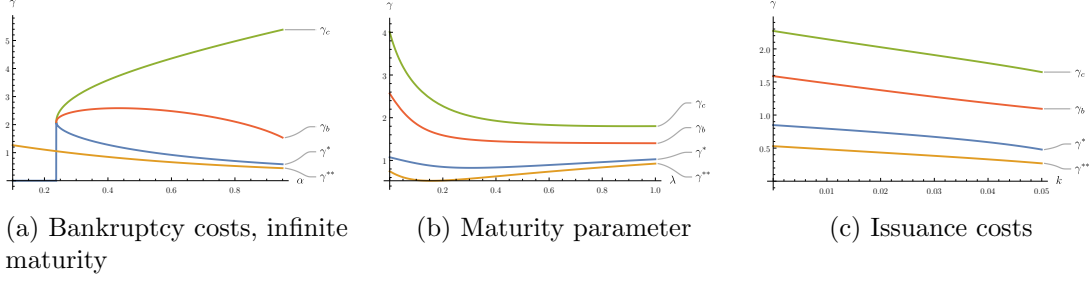 γ
5
4
3
2
1
0.2
0.4
0.6
0.8
α
γc
γb
γ*
γ**
(a) Bankruptcy costs, infinite
maturity
γ
4
3
2
1
0.2
0.4
0.6
0.8
1.0
λ
γc
γb
γ*
γ**
(b) Maturity parameter
γ
2.0
1.5
1.0
0.5
0.01
0.02
0.03
0.04
0.05
k
γc
γb
γ*
γ**
(c) Issuance costs